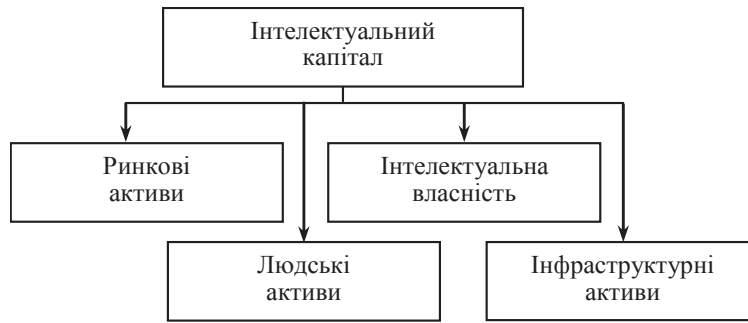 Інтелектуальний
капітал
Ринкові
активи
Інтелектуальна
власність
Людські
активи
Інфраструктурні
активи